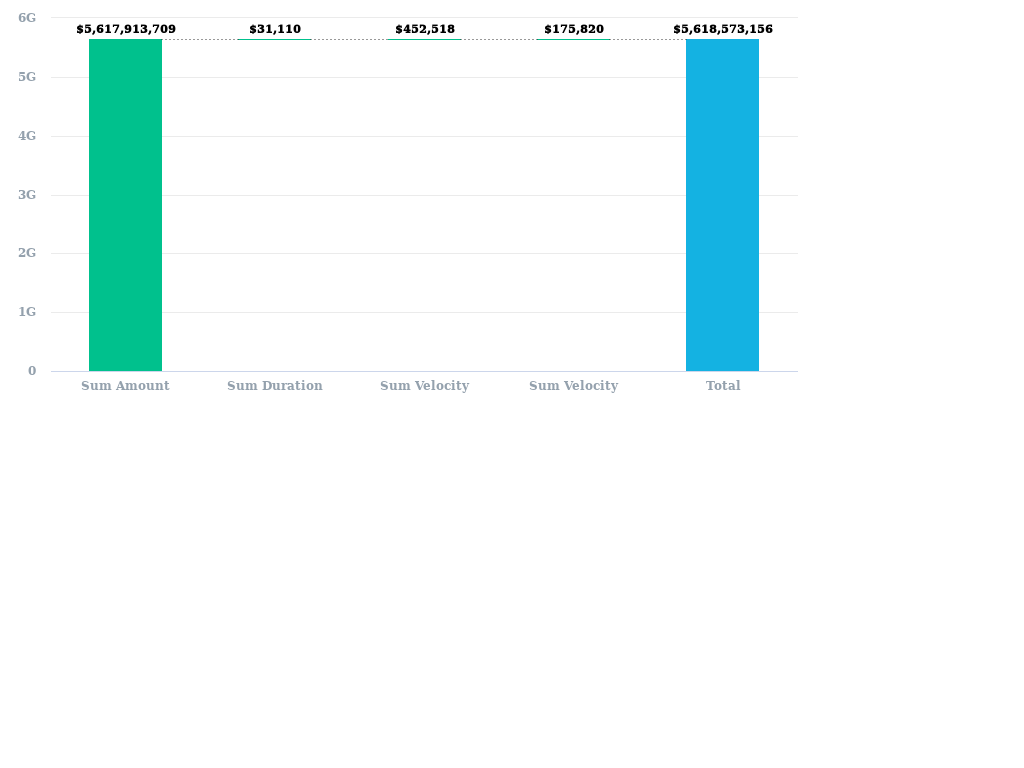 6G
$5,617,913,709 $31,110 $452,518 $175,820 $5,618,573,156
5G
4G
3G
2G
1G
0
Sum Amount Sum Duration Sum Velocity Sum Velocity Total